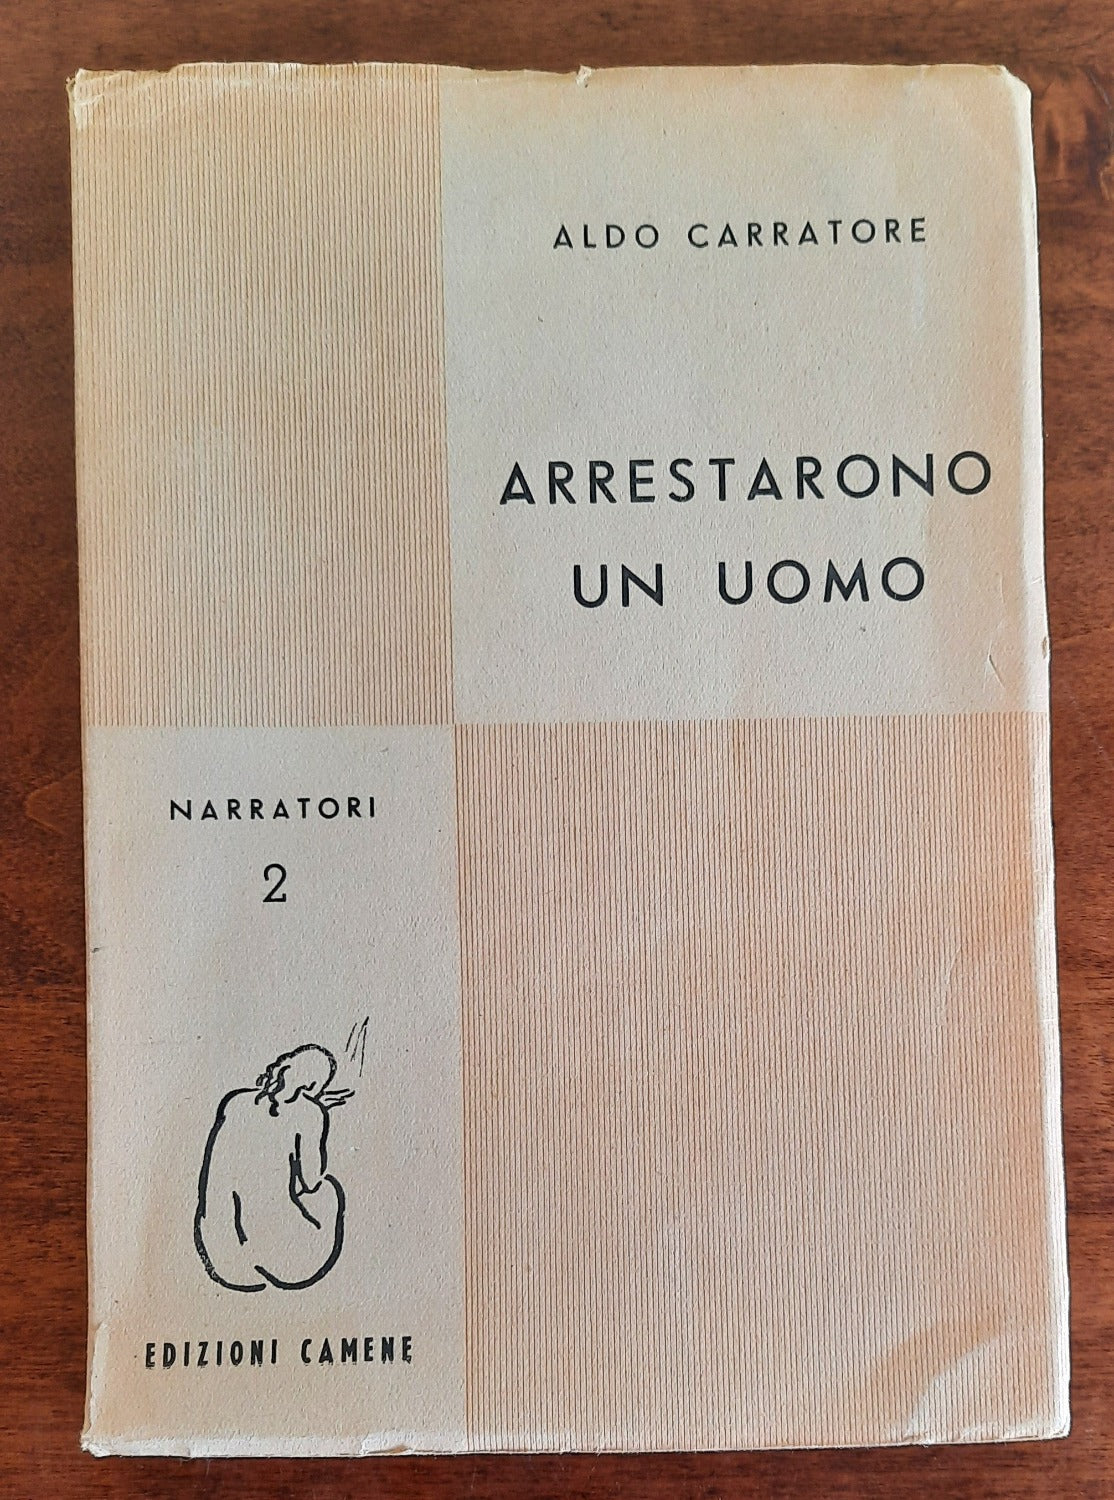 ALDO CARRATORE
ARRESTARONO
UN UOMO
NARRATORI
2
EDIZIONI CAMENE